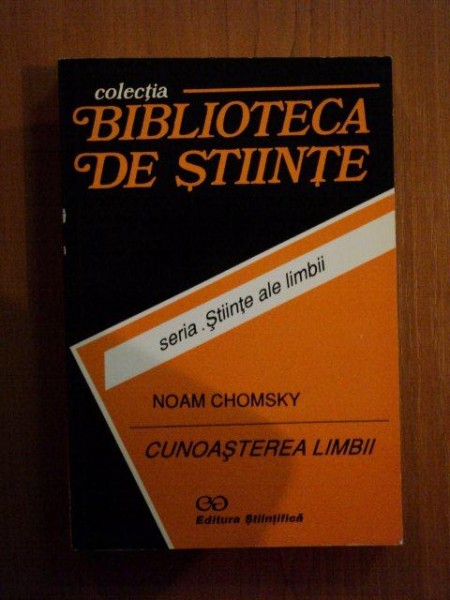 colecția
BIBLIOTECA
DE ȘTIINȚE
seria. Științe ale limbii
NOAM CHOMSKY
CUNOAȘTEREA LIMBII
Editura Științifică